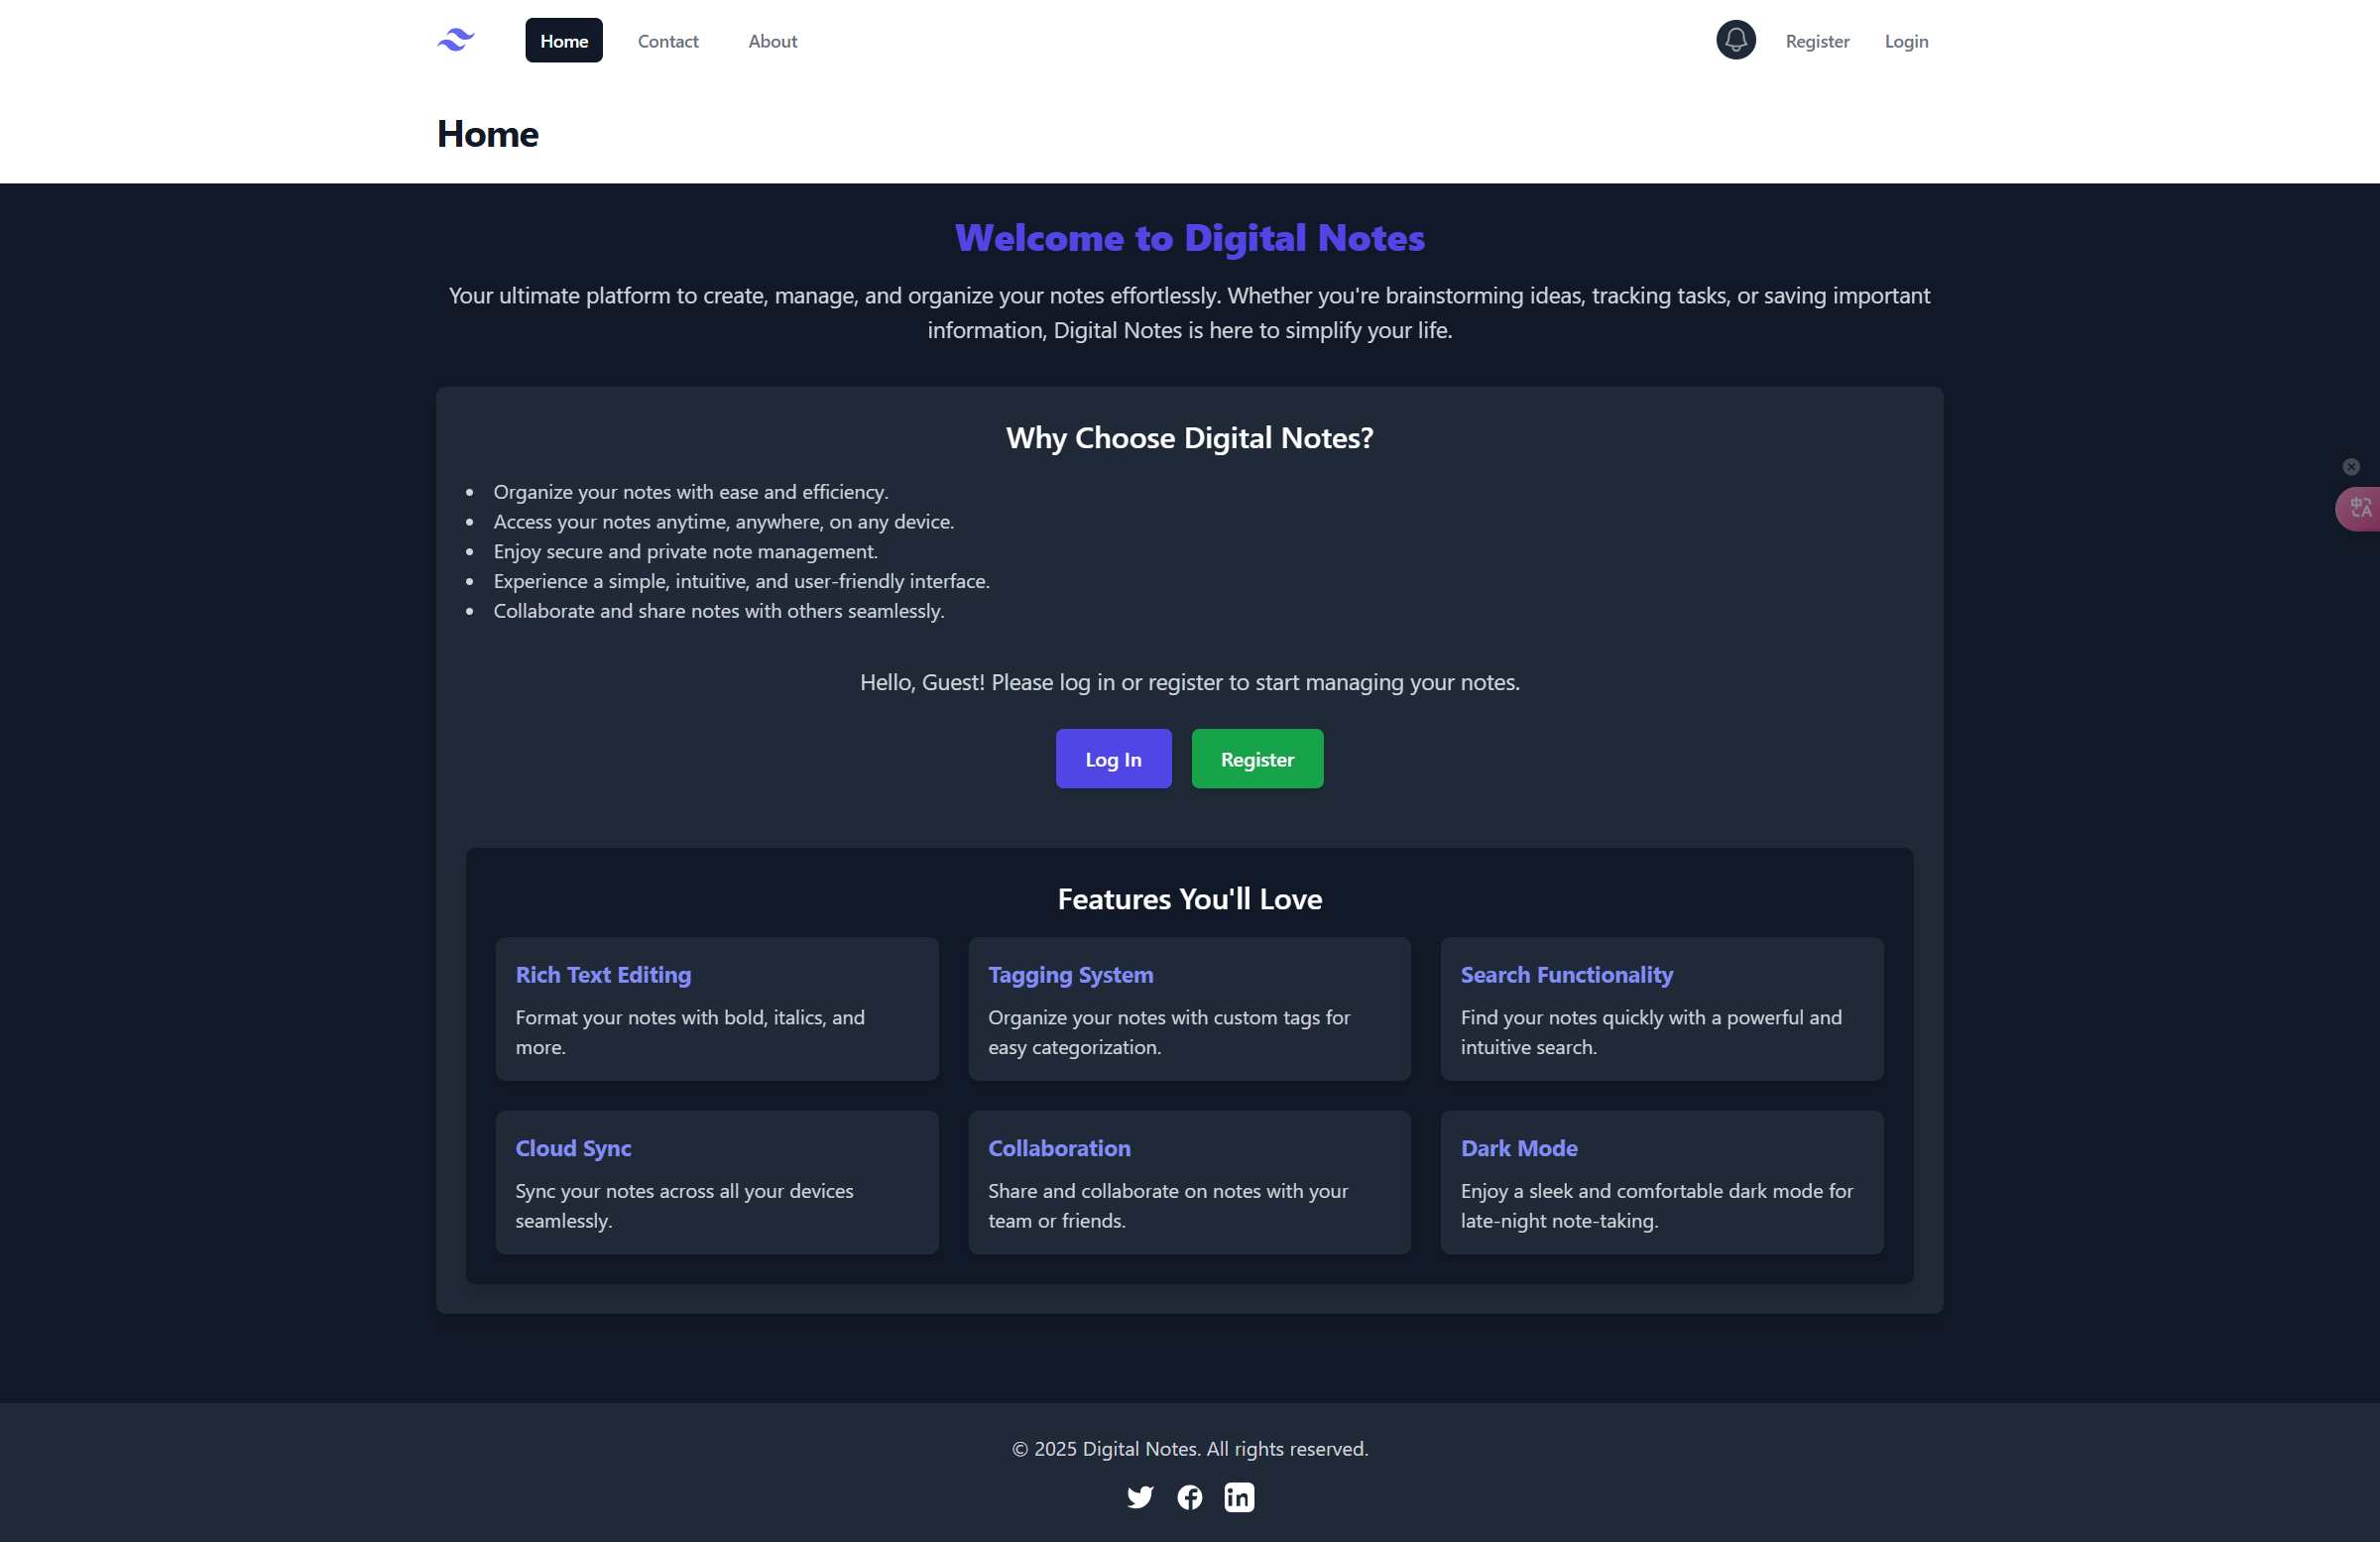 Home
Contact
About
Register
Login
Home
Welcome to Digital Notes
Your ultimate platform to create, manage, and organize your notes effortlessly. Whether you're brainstorming ideas, tracking tasks, or saving important
information, Digital Notes is here to simplify your life.
Why Choose Digital Notes?
• Organize your notes with ease and efficiency.
• Access your notes anytime, anywhere, on any device.
• Enjoy secure and private note management.
• Experience a simple, intuitive, and user-friendly interface.
• Collaborate and share notes with others seamlessly.
Hello, Guest! Please log in or register to start managing your notes.
Log In
Register
Features You'll Love
Rich Text Editing
Format your notes with bold, italics, and
more.
Tagging System
Organize your notes with custom tags for
easy categorization.
Search Functionality
Find your notes quickly with a powerful and
intuitive search.
Cloud Sync
Sync your notes across all your devices
seamlessly.
Collaboration
Share and collaborate on notes with your
team or friends.
Dark Mode
Enjoy a sleek and comfortable dark mode for
late-night note-taking.
© 2025 Digital Notes. All rights reserved.